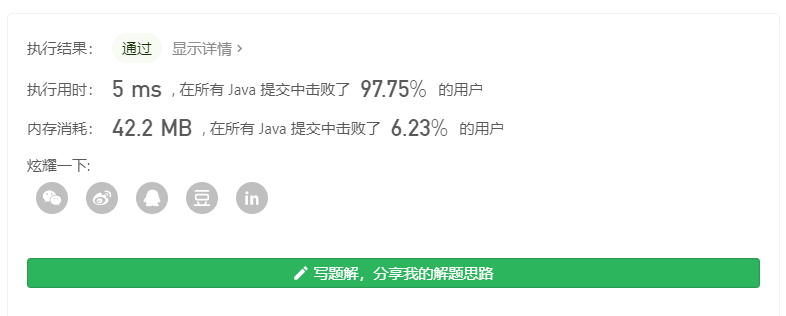 执行结果： 通过 显示详情 >
执行用时： 5 ms ，在所有 Java 提交中击败了 97.75% 的用户
内存消耗： 42.2 MB ，在所有 Java 提交中击败了 6.23% 的用户
炫耀一下:
豆 in
写题解，分享我的解题思路